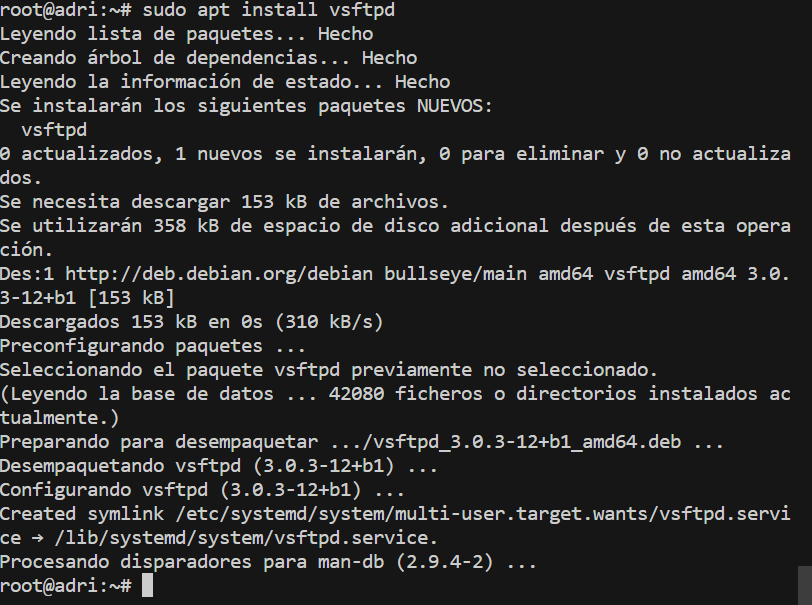 root@adri:~# sudo apt install vsftpd
Leyendo lista de paquetes... Hecho
Creando árbol de dependencias... Hecho
Leyendo la información de estado... Hecho
Se instalarán los siguientes paquetes NUEVOS:
  vsftpd
0 actualizados, 1 nuevos se instalarán, 0 para eliminar y 0 no actualiza
dos.
Se necesita descargar 153 kB de archivos.
Se utilizarán 358 kB de espacio de disco adicional después de esta opera
ción.
Des:1 http://deb.debian.org/debian bullseye/main amd64 vsftpd amd64 3.0.
3-12+b1 [153 kB]
Descargados 153 kB en 0s (310 kB/s)
Preconfigurando paquetes ...
Seleccionando el paquete vsftpd previamente no seleccionado.
(Leyendo la base de datos ... 42080 ficheros o directorios instalados ac
tualmente.)
Preparando para desempaquetar .../vsftpd_3.0.3-12+b1_amd64.deb ...
Desempaquetando vsftpd (3.0.3-12+b1) ...
Configurando vsftpd (3.0.3-12+b1) ...
Created symlink /etc/systemd/system/multi-user.target.wants/vsftpd.servi
ce → /lib/systemd/system/vsftpd.service.
Procesando disparadores para man-db (2.9.4-2) ...
root@adri:~#